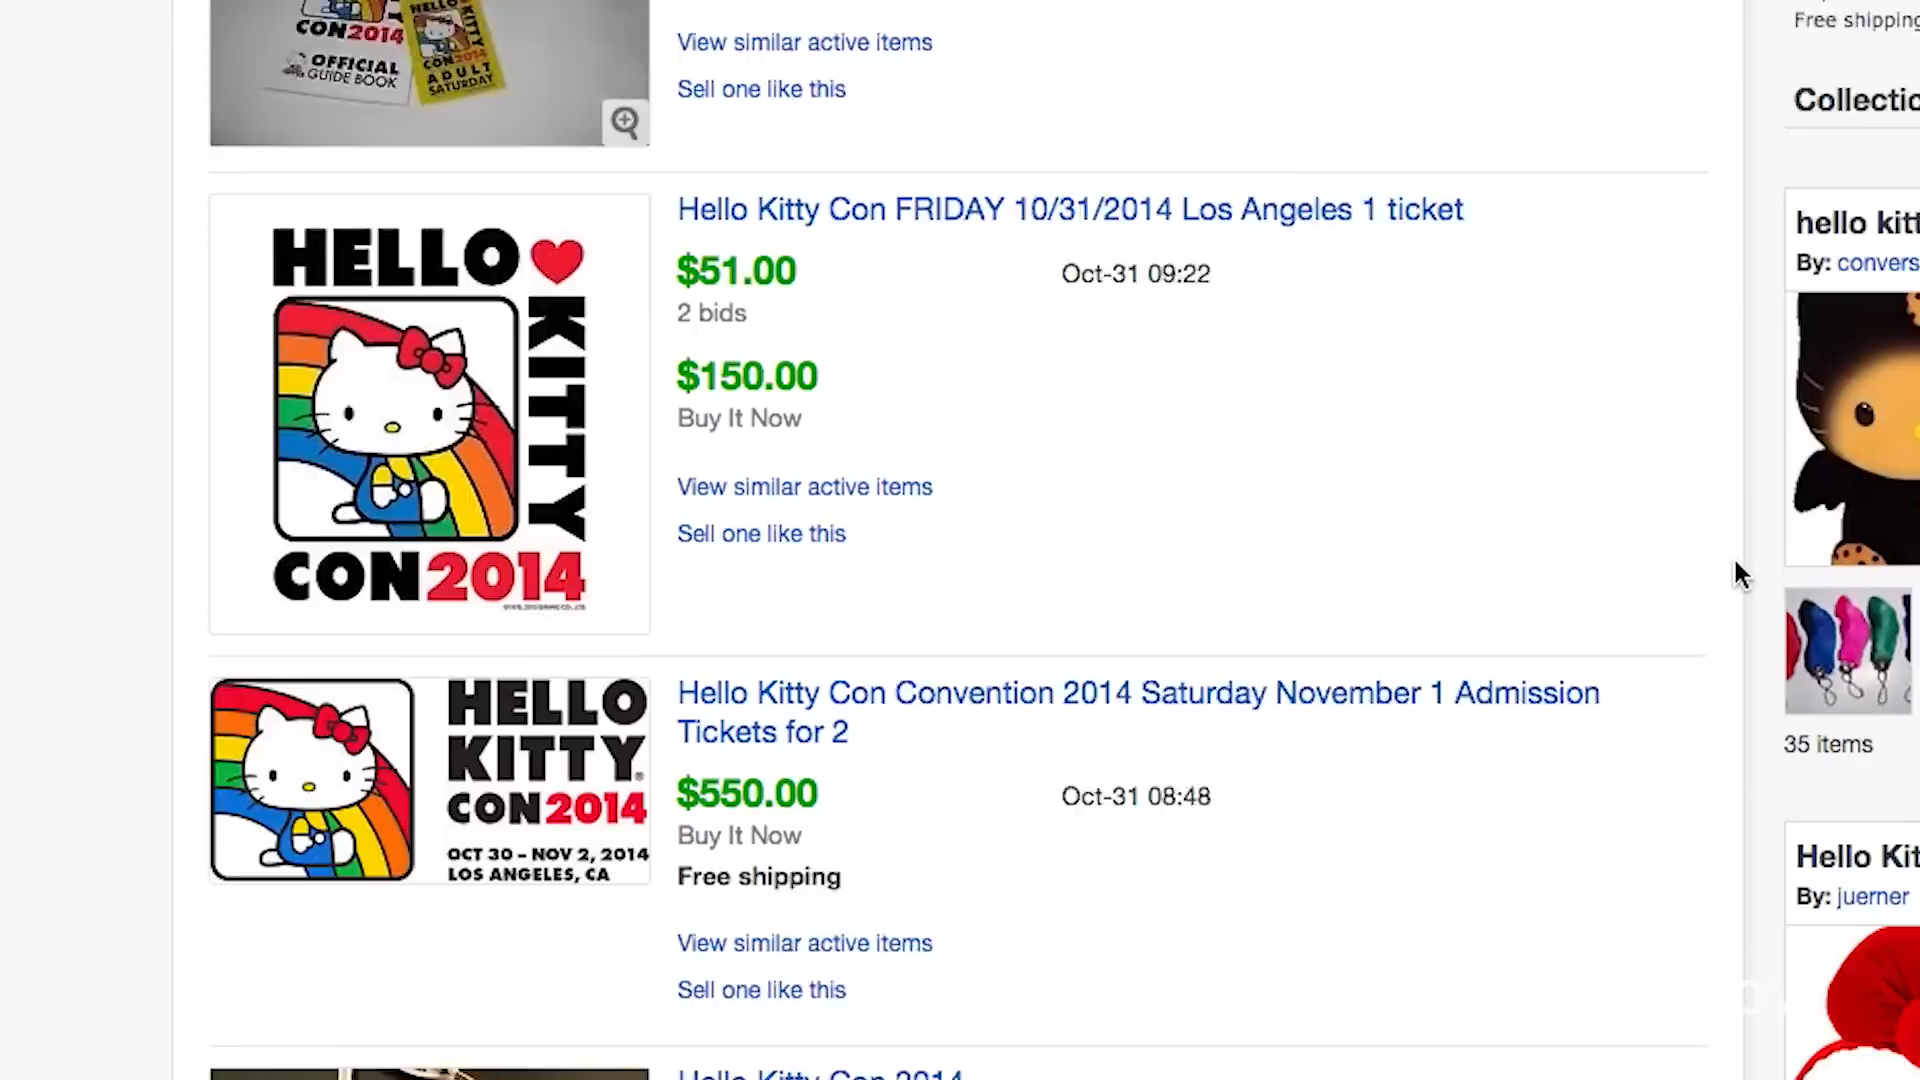 CON2014
OFFICIAL
GUIDE BOOK
HELLO KITTY
CON2014
ADULT
SATURDAY
View similar active items
Sell one like this
HELLO
KITTY
CON2014
Hello Kitty Con FRIDAY 10/31/2014 Los Angeles 1 ticket
$51.00
Oct-31 09:22
2 bids
$150.00
Buy It Now
View similar active items
Sell one like this
HELLO
KITTY
CON2014
OCT 30 – NOV 2, 2014
LOS ANGELES, CA
Hello Kitty Con Convention 2014 Saturday November 1 Admission
Tickets for 2
$550.00
Oct-31 08:48
Buy It Now
Free shipping
View similar active items
Sell one like this
Hello Kitty Con 2014
Free shipping
Collectio
hello kitt
By: convers
35 items
Hello Kit
By: juerner